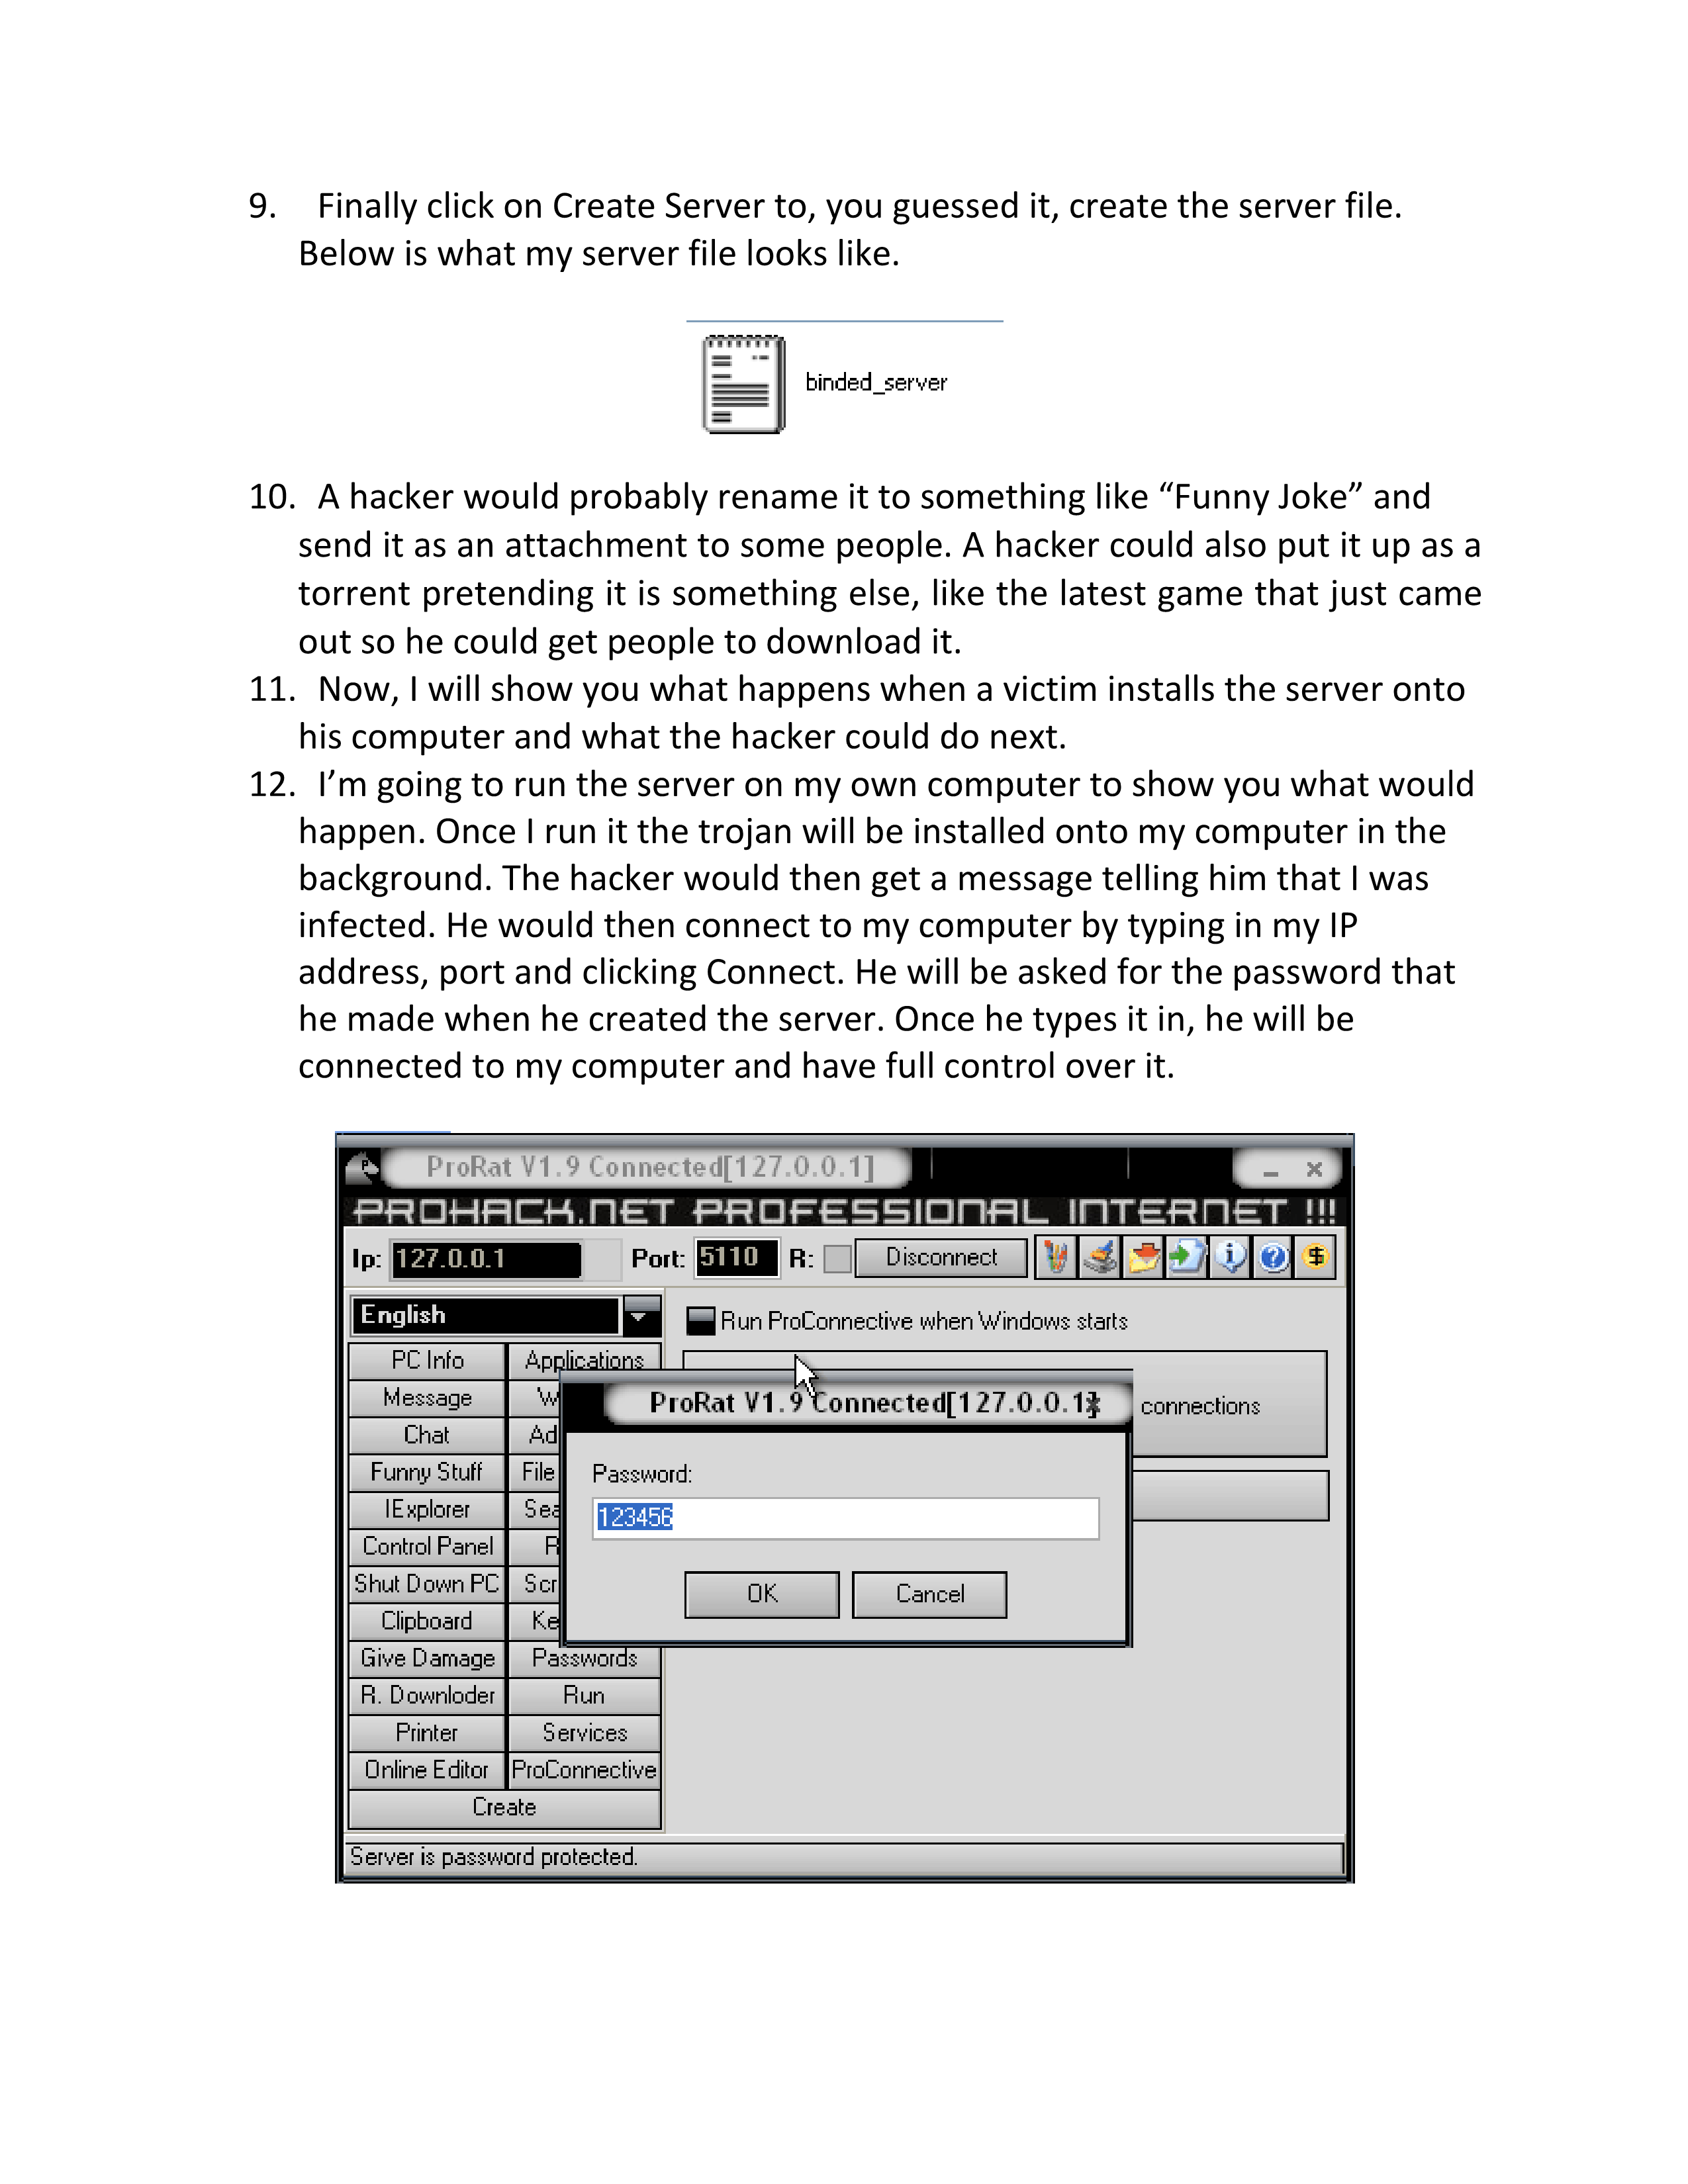 9. Finally click on Create Server to, you guessed it, create the server file.
Below is what my server file looks like.
binded_server
10. A hacker would probably rename it to something like “Funny Joke” and
send it as an attachment to some people. A hacker could also put it up as a
torrent pretending it is something else, like the latest game that just came
out so he could get people to download it.
11. Now, I will show you what happens when a victim installs the server onto
his computer and what the hacker could do next.
12. I’m going to run the server on my own computer to show you what would
happen. Once I run it the trojan will be installed onto my computer in the
background. The hacker would then get a message telling him that I was
infected. He would then connect to my computer by typing in my IP
address, port and clicking Connect. He will be asked for the password that
he made when he created the server. Once he types it in, he will be
connected to my computer and have full control over it.
ProRat V1.9 Connected[127.0.0.1]
PROHACK.NET PROFESSIONAL INTERNET !!!
Ip: 127.0.0.1 Port: 5110 R: Disconnect
English
Run ProConnective when Windows starts
PC Info Applications
Message
Chat
Funny Stuff File
IExplorer
Control Panel
Shut Down PC
Clipboard
Give Damage Passwords
R. Downloder Run
Printer Services
Online Editor ProConnective
Create
connections
ProRat V1.9 Connected[127.0.0.1]
Password:
123456
OK Cancel
Server is password protected.